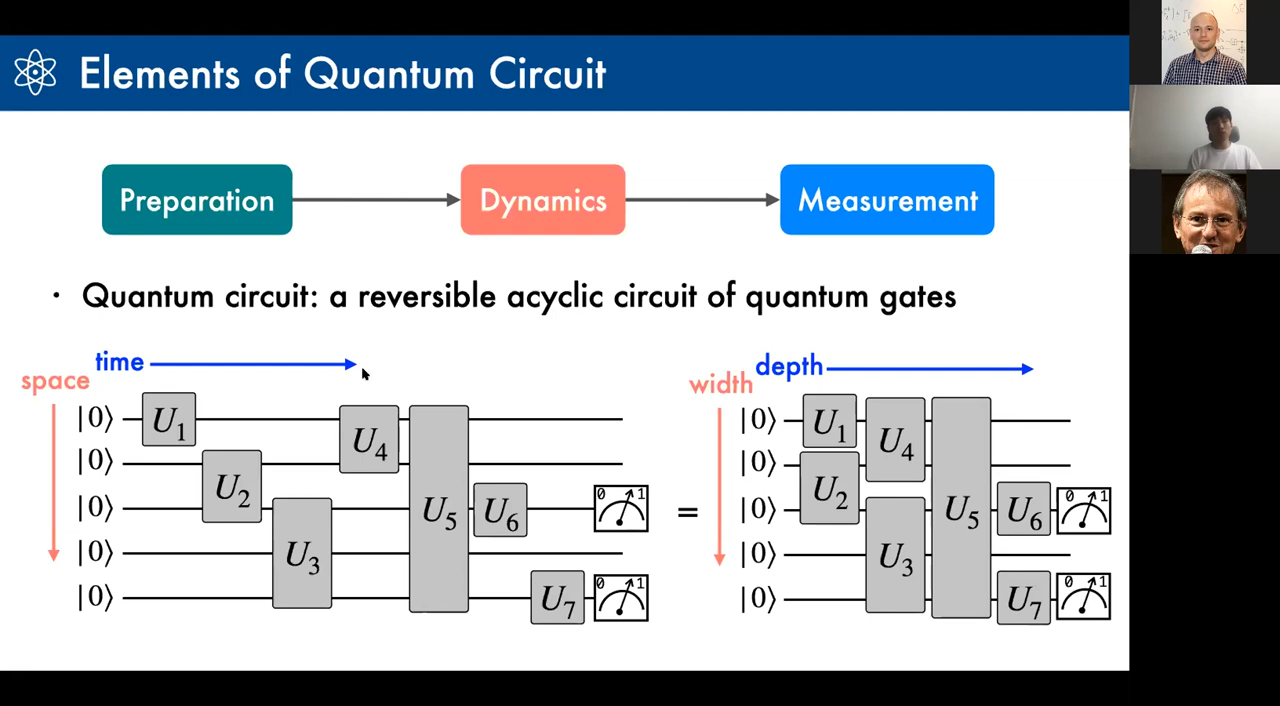 Elements of Quantum Circuit
Preparation
Dynamics
Measurement
· Quantum circuit: a reversible acyclic circuit of quantum gates
time
space
|0⟩ U₁ U₄
|0⟩ U₂
|0⟩ U₅ U₆ 0 1
|0⟩ U₃
|0⟩ U₇ 0 1
=
depth
width
|0⟩ U₁ U₄
|0⟩ U₂
|0⟩ U₅ U₆ 0 1
|0⟩ U₃
|0⟩ U₇ 0 1